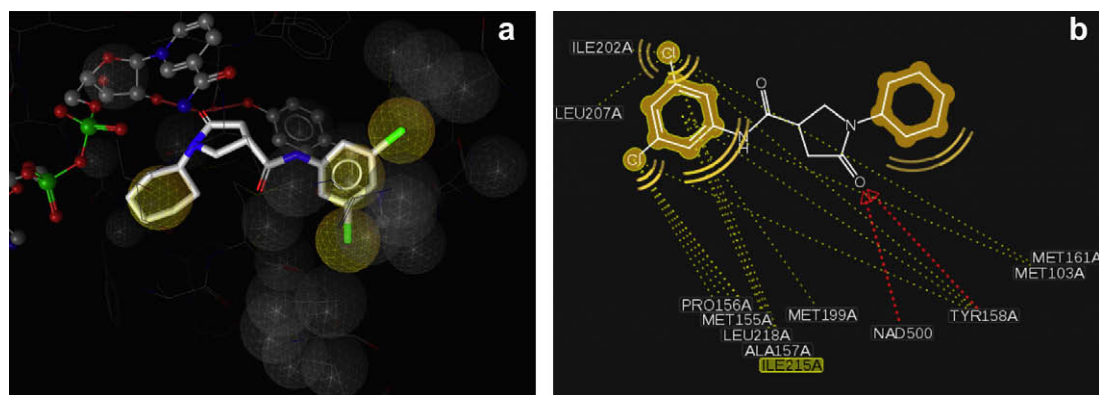 a
b
ILE202A
Cl
LEU207A
O
N
H
N
Cl
O
MET161A
MET103A
PRO156A
MET155A
MET199A
TYR158A
LEU218A
NAD500
ALA157A
ILE215A